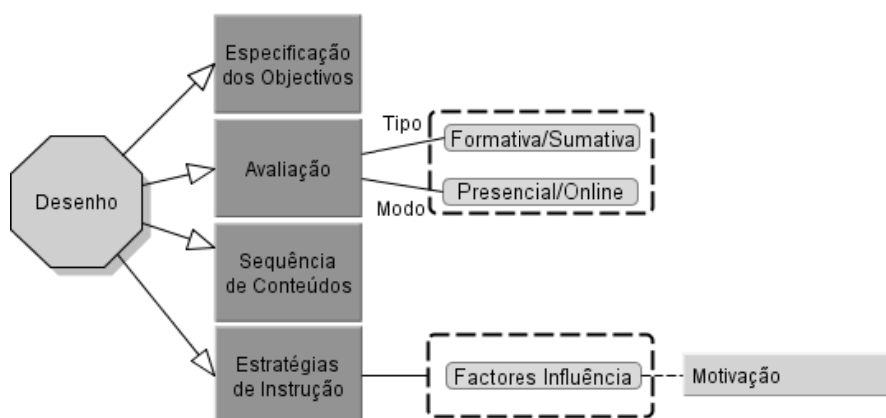 Especificação
dos Objectivos
Tipo
Formativa/Sumativa
Avaliação
Presencial/Online
Modo
Desenho
Sequência
de Conteúdos
Estratégias
de Instrução
Factores Influência
Motivação